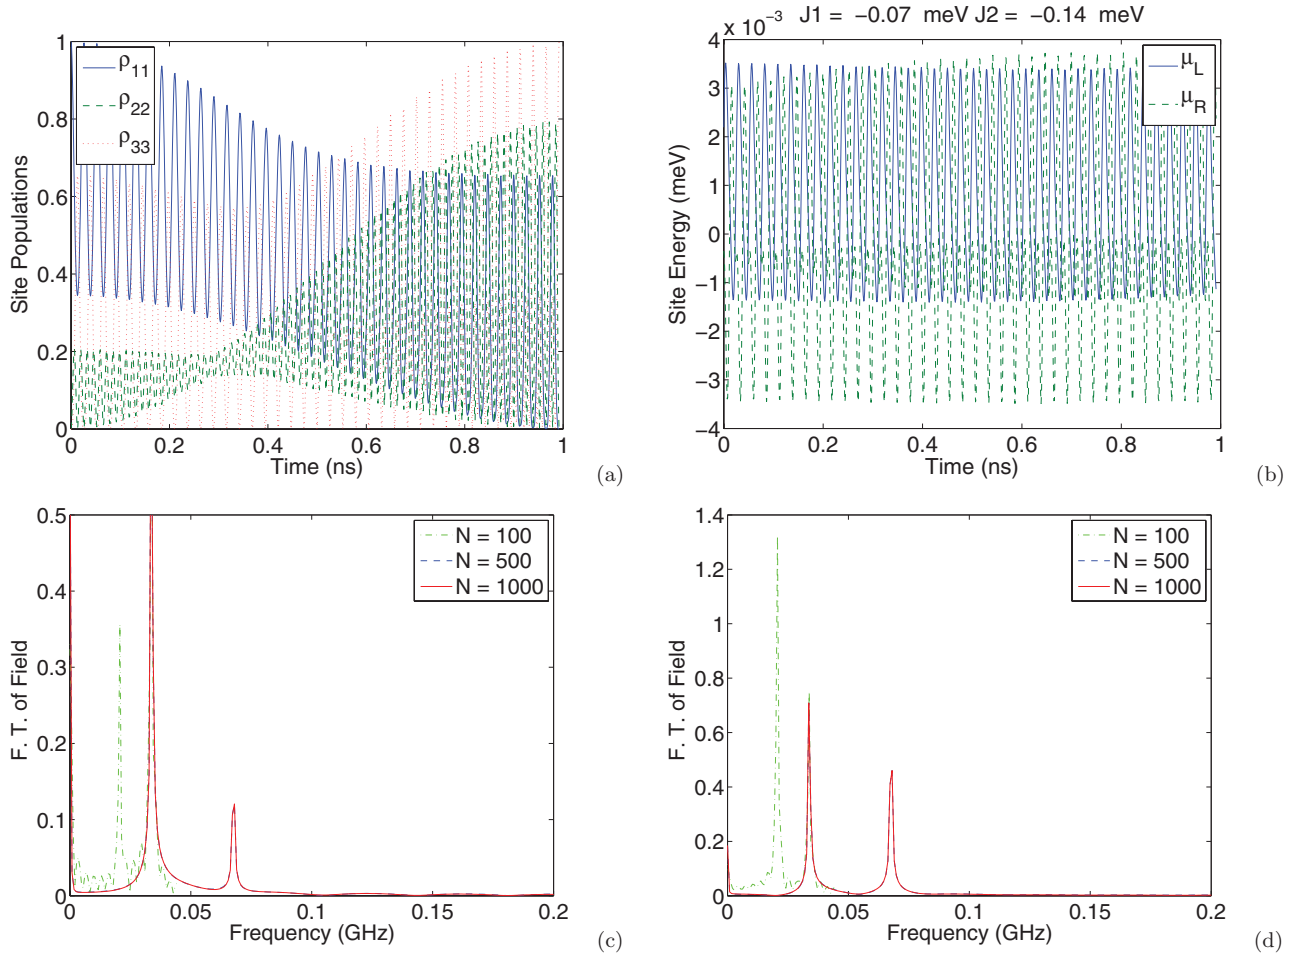 1
0.8
0.6
0.4
0.2
0
ρ11
ρ22
ρ33
Site Populations
0 0.2 0.4 0.6 0.8 1
Time (ns)
(a)
x 10−3 J1 = −0.07 meV J2 = −0.14 meV
4
3
2
1
0
−1
−2
−3
−4
μL
μR
Site Energy (meV)
0 0.2 0.4 0.6 0.8 1
Time (ns)
(b)
0.5
0.4
0.3
0.2
0.1
0
N = 100
N = 500
N = 1000
F. T. of Field
0 0.05 0.1 0.15 0.2
Frequency (GHz)
(c)
1.4
1.2
1
0.8
0.6
0.4
0.2
0
N = 100
N = 500
N = 1000
F. T. of Field
0 0.05 0.1 0.15 0.2
Frequency (GHz)
(d)